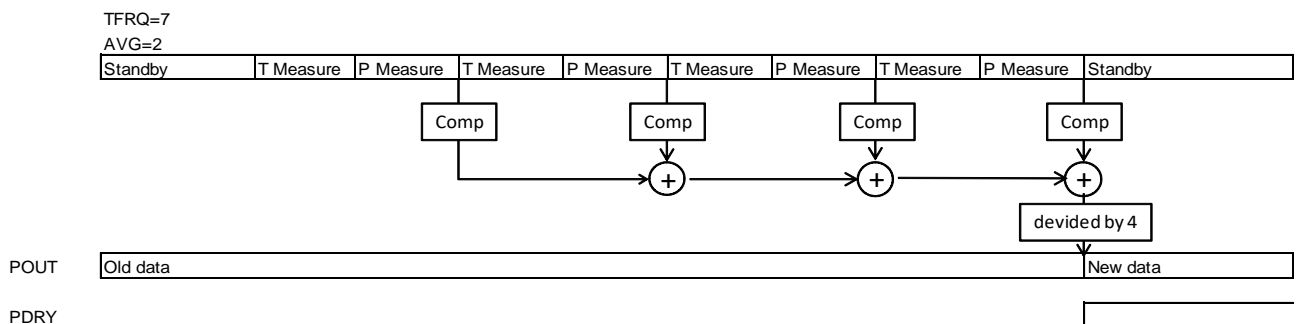 TFRQ=7
AVG=2
Standby T Measure P Measure T Measure P Measure T Measure P Measure T Measure P Measure Standby
Comp Comp Comp Comp
+ + +
devided by 4
POUT Old data New data
PDRY